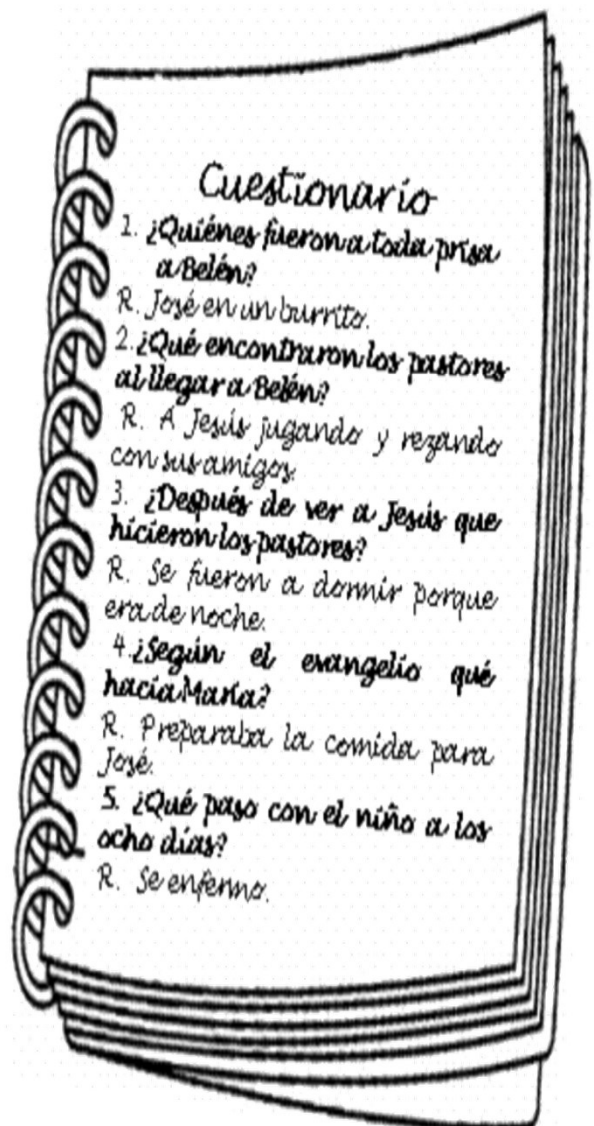 Cuestionario
1. ¿Quiénes fueron a toda prisa
a Belén?
R. José en un burrito.
2. ¿Qué encontraron los pastores
al llegar a Belén?
R. A Jesús jugando y rezando
con sus amigos.
3. ¿Después de ver a Jesús que
hicieron los pastores?
R. Se fueron a dormir porque
era de noche.
4. ¿Según el evangelio qué
hacía María?
R. Preparaba la comida para
José.
5. ¿Qué paso con el niño a los
ocho días?
R. Se enfermo.